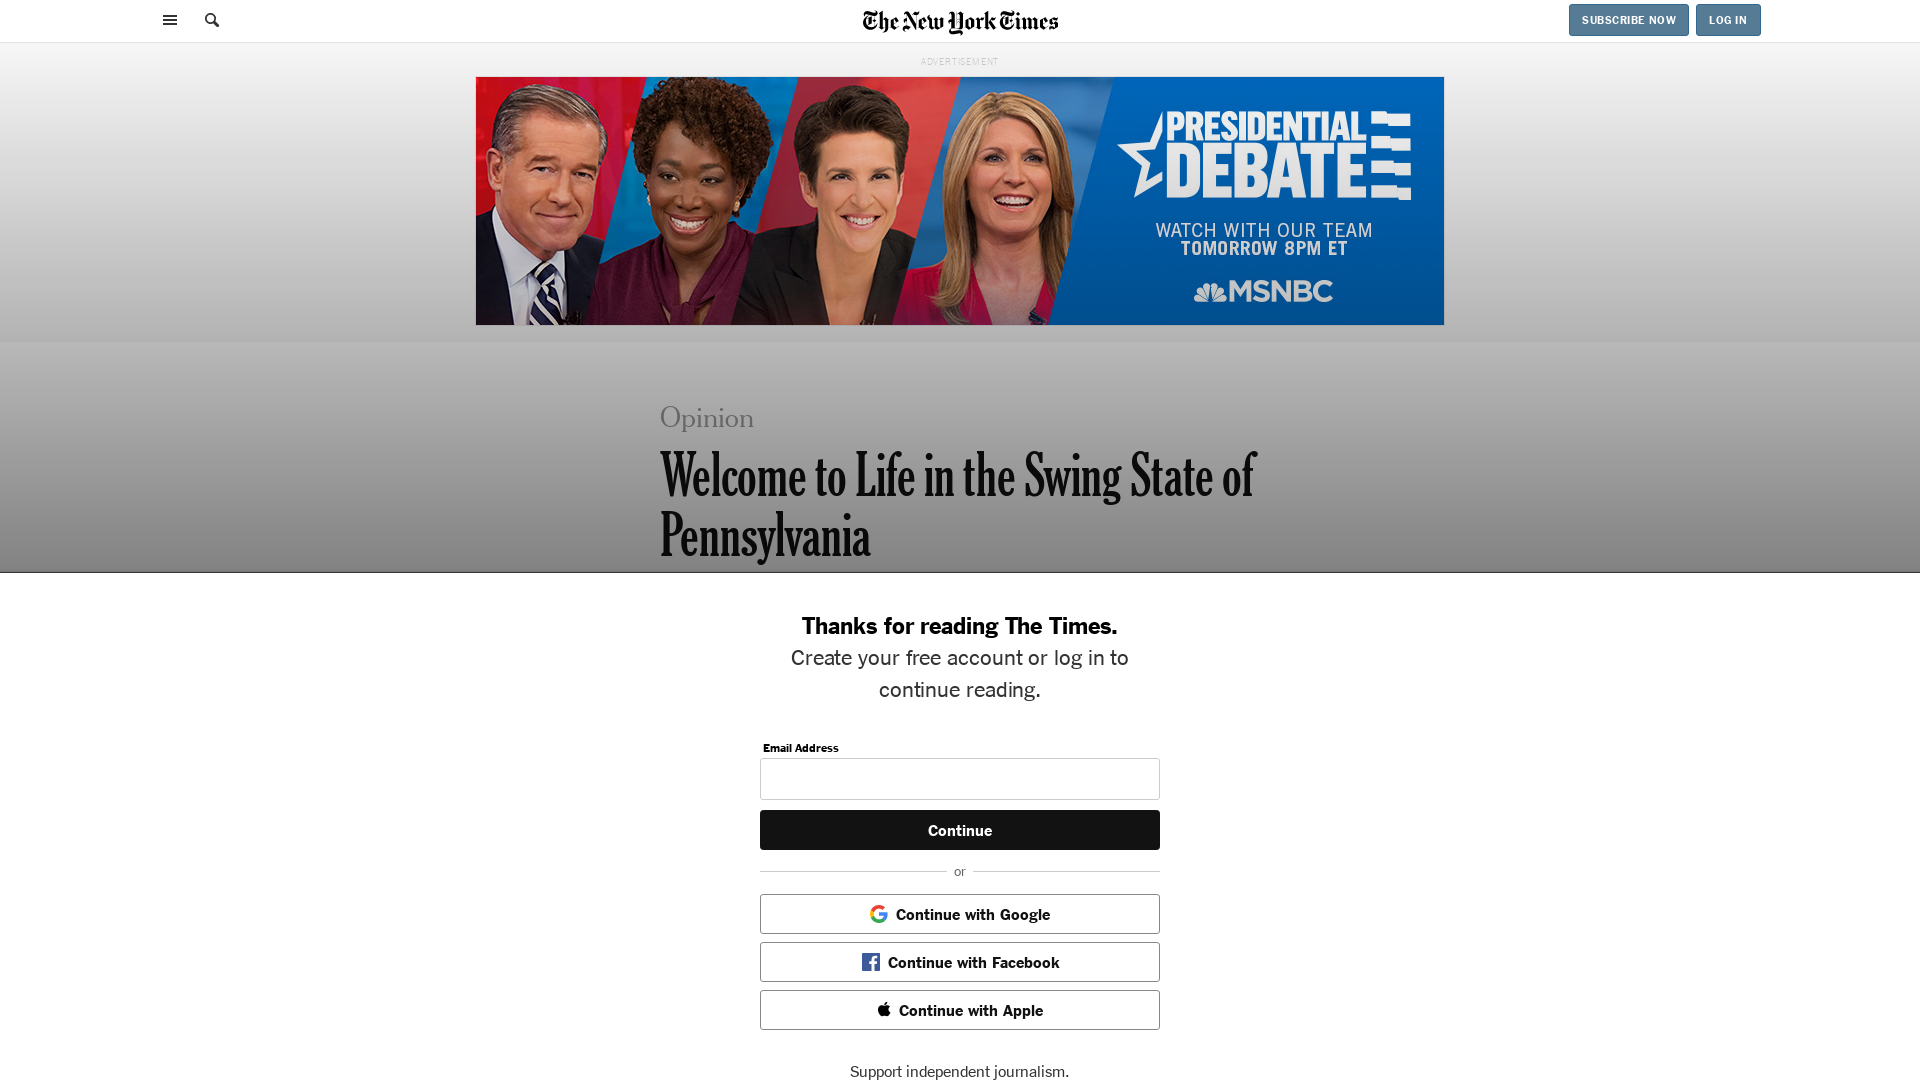 The New York Times
SUBSCRIBE NOW
LOG IN
ADVERTISEMENT
PRESIDENTIAL
DEBATE
WATCH WITH OUR TEAM
TOMORROW 8PM ET
MSNBC
Opinion
Welcome to Life in the Swing State of
Pennsylvania
Thanks for reading The Times.
Create your free account or log in to
continue reading.
Email Address
Continue
or
Continue with Google
Continue with Facebook
Continue with Apple
Support independent journalism.